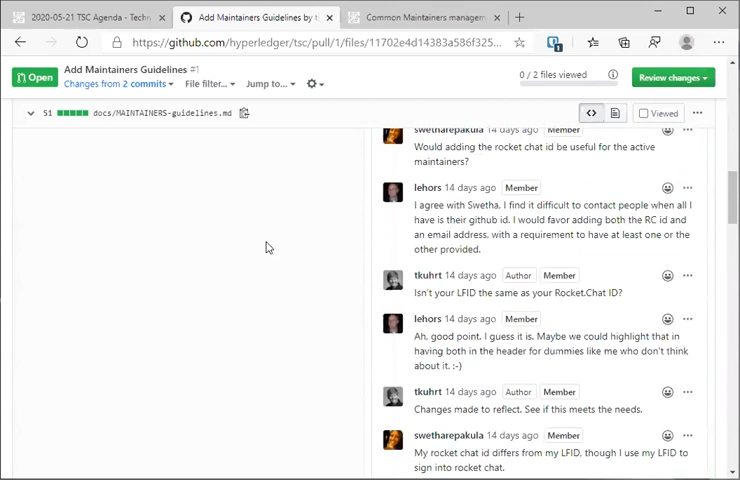 2020-05-21 TSC Agenda - Techn
Add Maintainers Guidelines by t
Common Maintainers managem
https://github.com/hyperledger/tsc/pull/1/files/11702e4d14383a586f325...
Open
Add Maintainers Guidelines #1
Changes from 2 commits
File filter...
Jump to...
0 / 2 files viewed
Review changes
51
docs/MAINTAINERS-guidelines.md
Viewed
swetharepakula 14 days ago Member
Would adding the rocket chat id be useful for the active
maintainers?
lehors 14 days ago Member
I agree with Swetha. I find it difficult to contact people when all I
have is their github id. I would favor adding both the RC id and
an email address, with a requirement to have at least one or the
other provided.
tkuhrt 14 days ago Author Member
Isn't your LFID the same as your Rocket.Chat ID?
lehors 14 days ago Member
Ah, good point. I guess it is. Maybe we could highlight that in
having both in the header for dummies like me who don't think
about it. :-)
tkuhrt 14 days ago Author Member
Changes made to reflect. See if this meets the needs.
swetharepakula 14 days ago Member
My rocket chat id differs from my LFID, though I use my LFID to
sign into rocket chat.